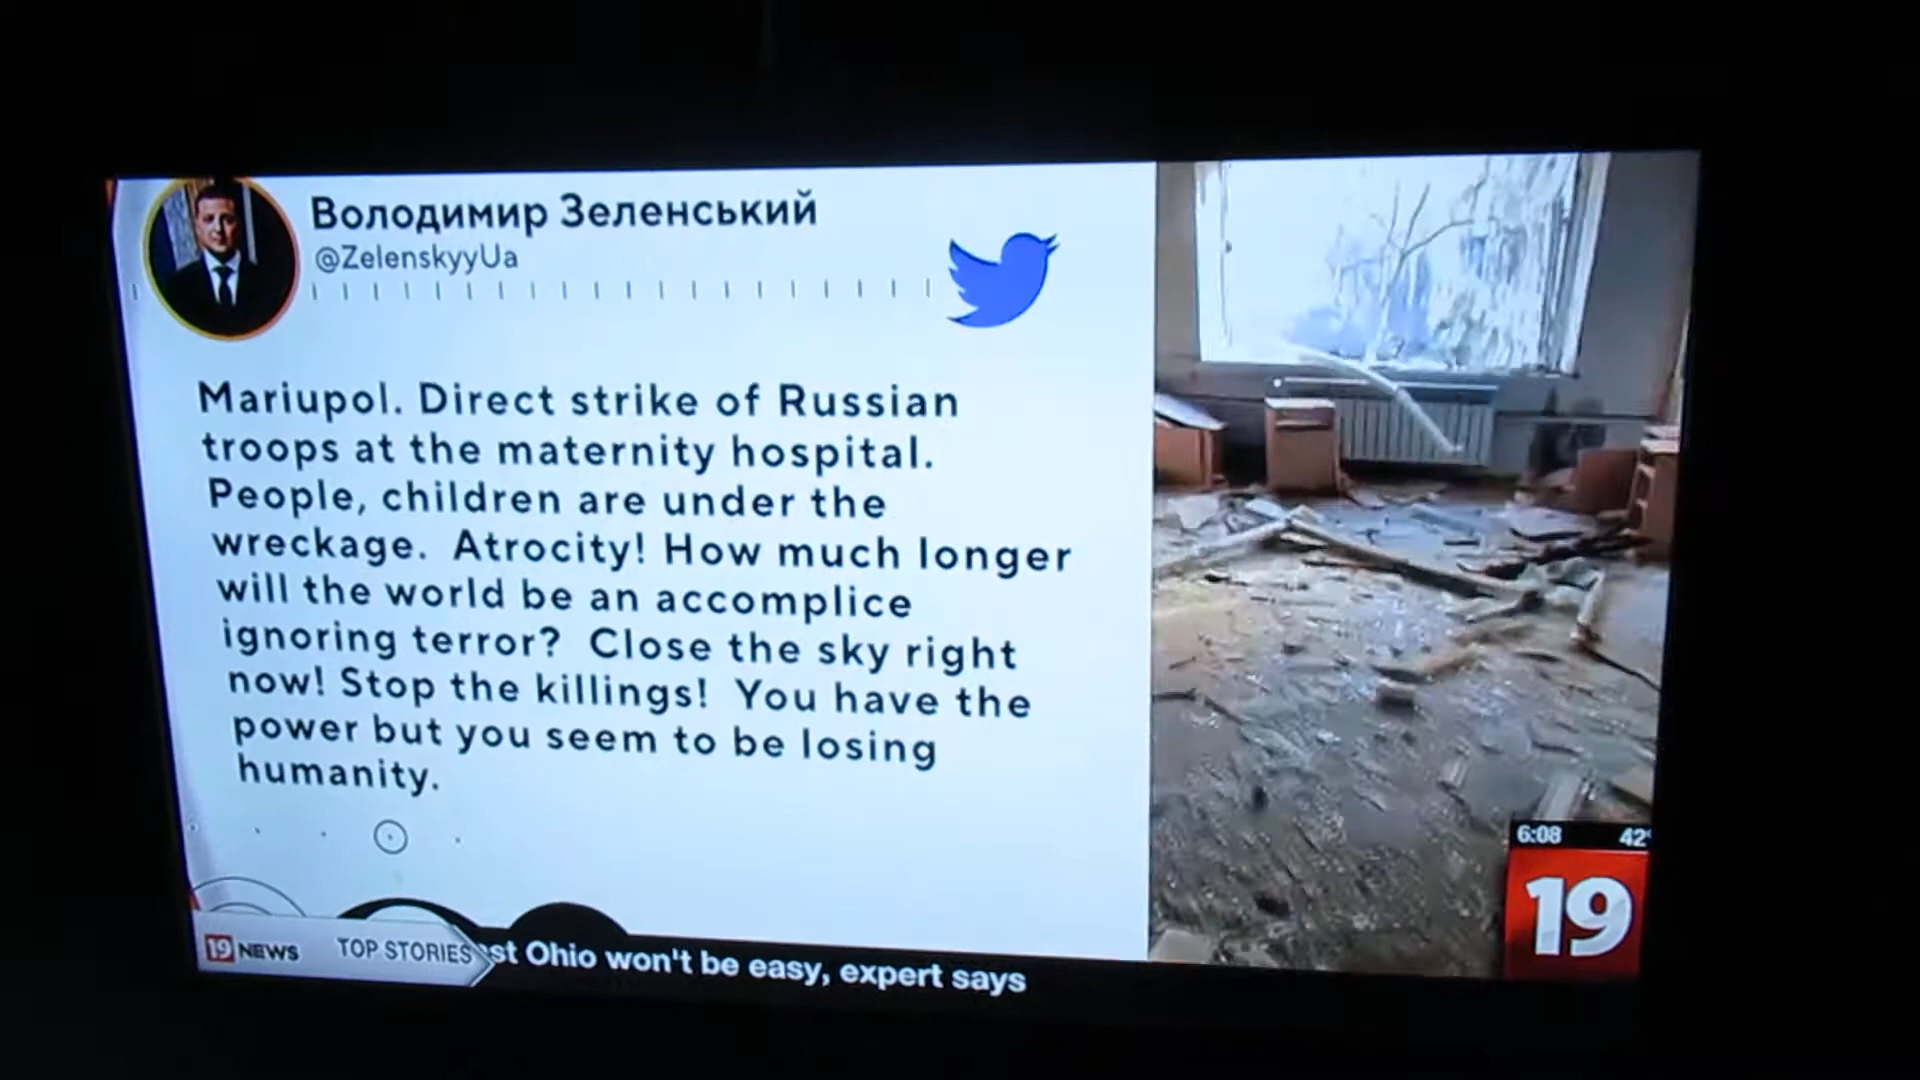 Володимир Зеленський
@ZelenskyyUa
Mariupol. Direct strike of Russian
troops at the maternity hospital.
People, children are under the
wreckage. Atrocity! How much longer
will the world be an accomplice
ignoring terror? Close the sky right
now! Stop the killings! You have the
power but you seem to be losing
humanity.
6:08 42°
19
19 NEWS TOP STORIES st Ohio won't be easy, expert says